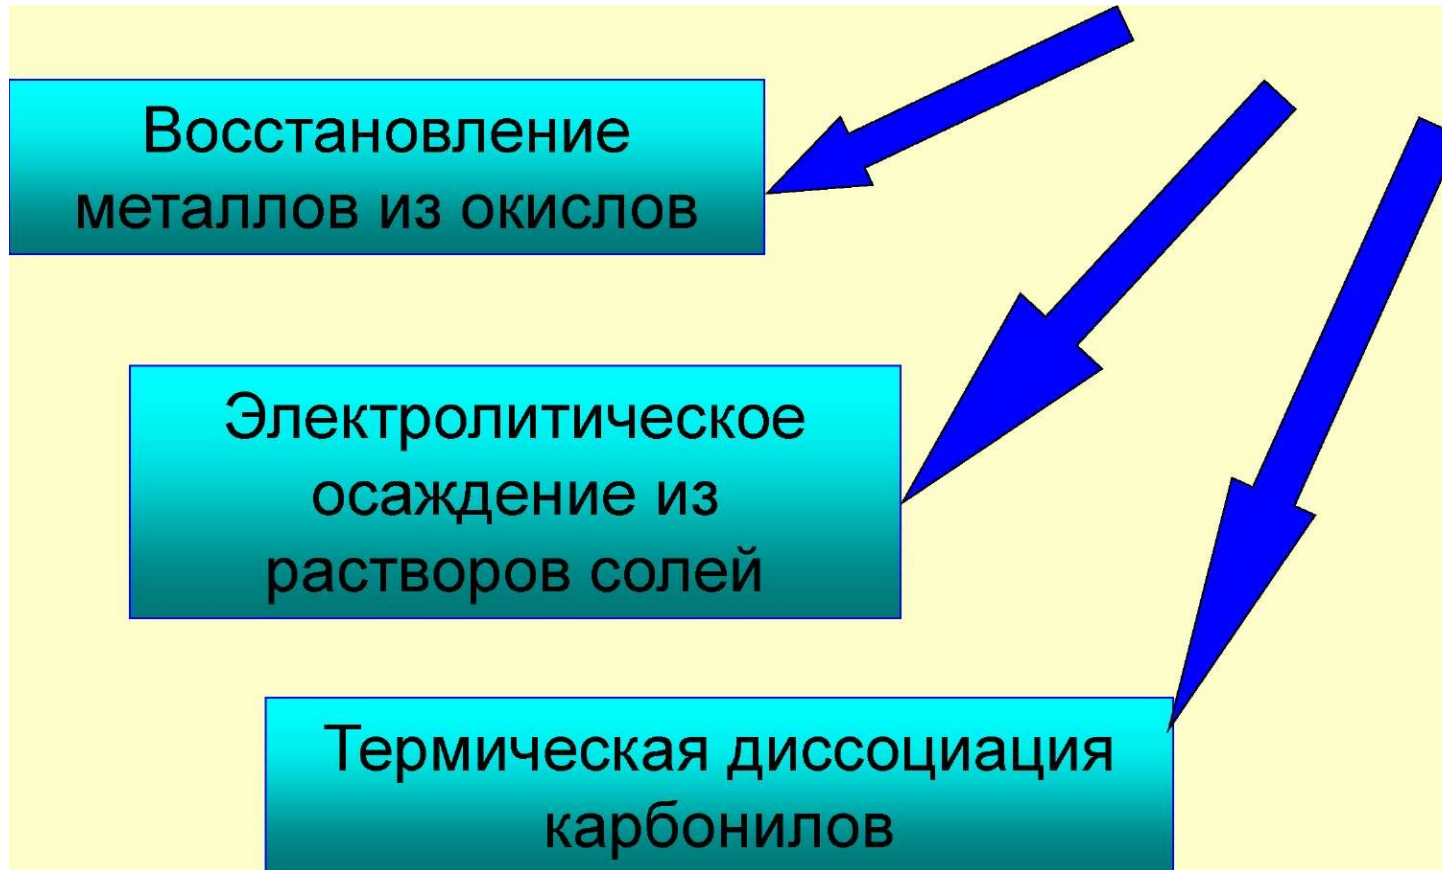 Восстановление
металлов из окислов
Электролитическое
осаждение из
растворов солей
Термическая диссоциация
карбонилов